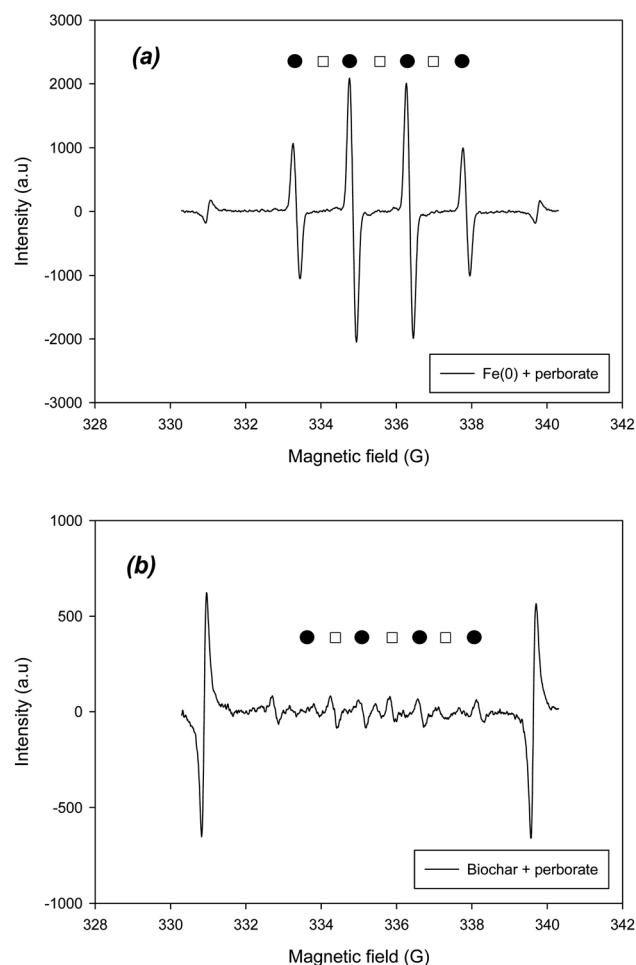 (a)
3000
2000
1000
0
-1000
-2000
-3000
Intensity (a.u)
Fe(0) + perborate
328 330 332 334 336 338 340 342
Magnetic field (G)
(b)
1000
500
0
-500
-1000
Intensity (a.u)
Biochar + perborate
328 330 332 334 336 338 340 342
Magnetic field (G)